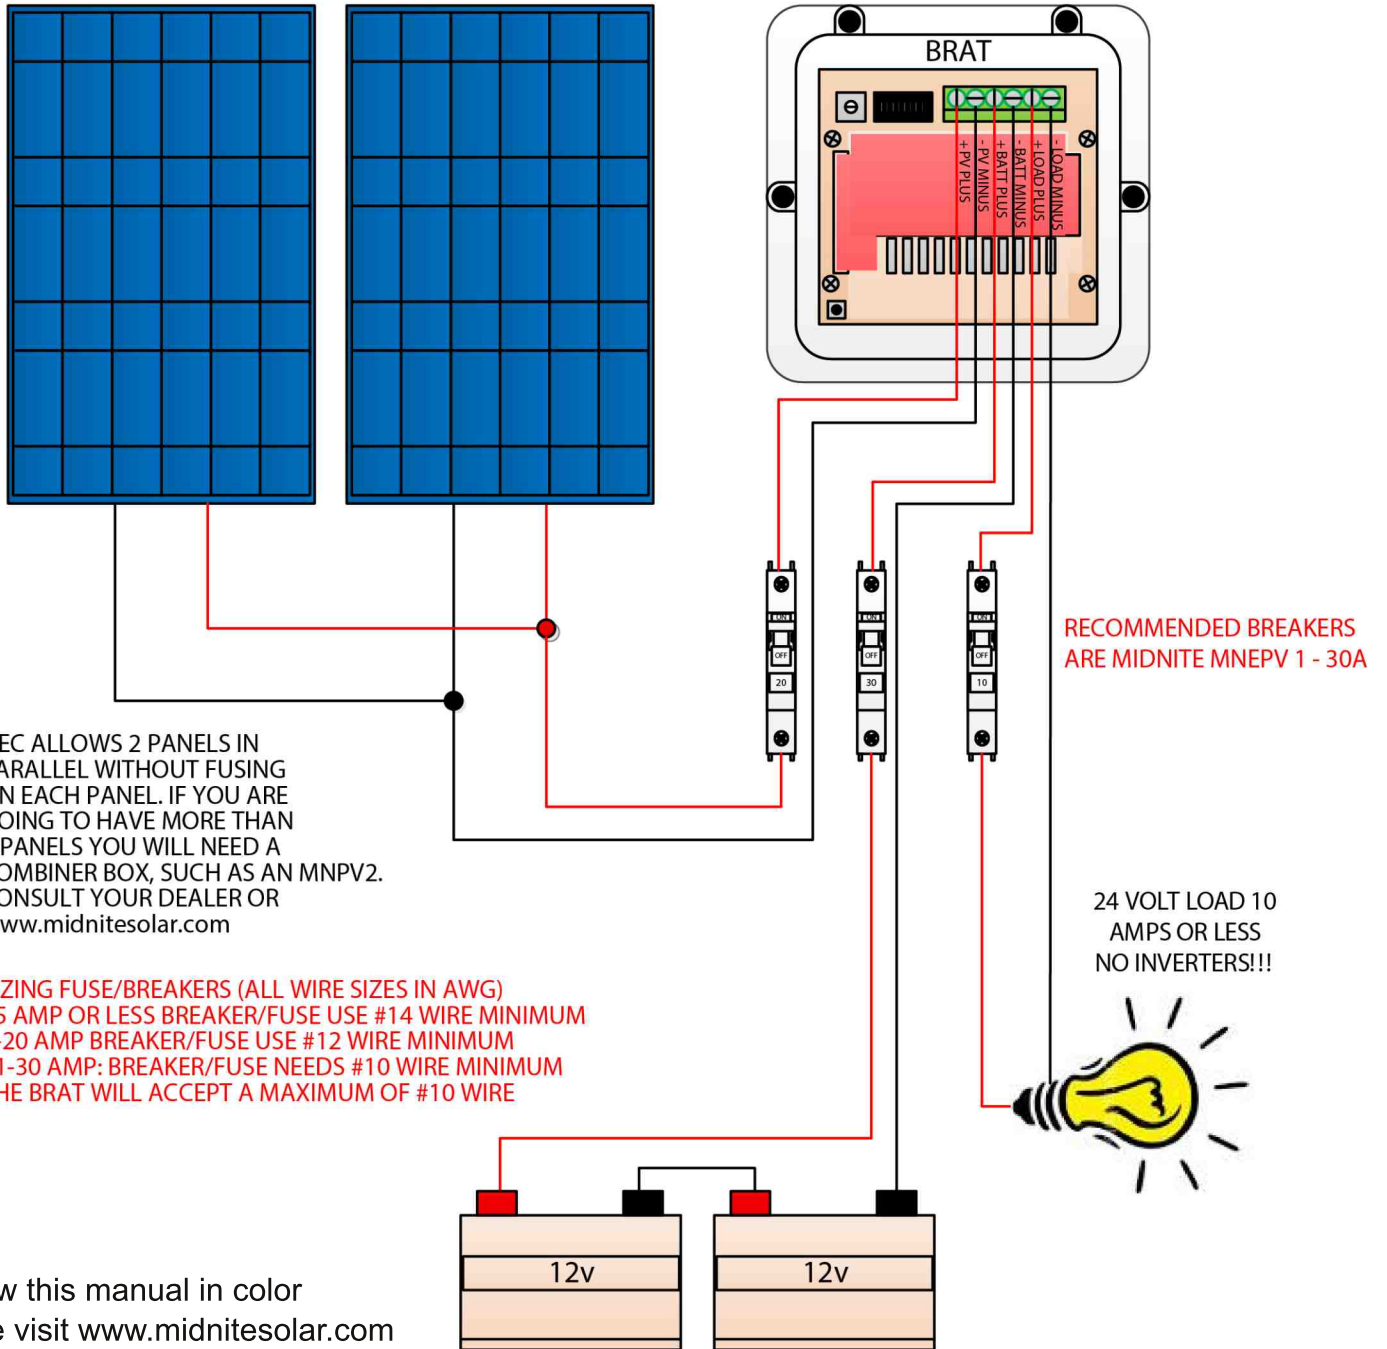 BRAT
+ PV PLUS
- PV MINUS
+ BATT PLUS
- BATT MINUS
+ LOAD PLUS
- LOAD MINUS
ON
OFF
20
ON
OFF
30
ON
OFF
10
RECOMMENDED BREAKERS
ARE MIDNITE MNEPV 1 - 30A
EC ALLOWS 2 PANELS IN
ARALLEL WITHOUT FUSING
N EACH PANEL. IF YOU ARE
OING TO HAVE MORE THAN
PANELS YOU WILL NEED A
OMBINER BOX, SUCH AS AN MNPV2.
ONSULT YOUR DEALER OR
ww.midnitesolar.com
24 VOLT LOAD 10
AMPS OR LESS
NO INVERTERS!!!
ZING FUSE/BREAKERS (ALL WIRE SIZES IN AWG)
5 AMP OR LESS BREAKER/FUSE USE #14 WIRE MINIMUM
-20 AMP BREAKER/FUSE USE #12 WIRE MINIMUM
1-30 AMP: BREAKER/FUSE NEEDS #10 WIRE MINIMUM
HE BRAT WILL ACCEPT A MAXIMUM OF #10 WIRE
12v
12v
w this manual in color
e visit www.midnitesolar.com